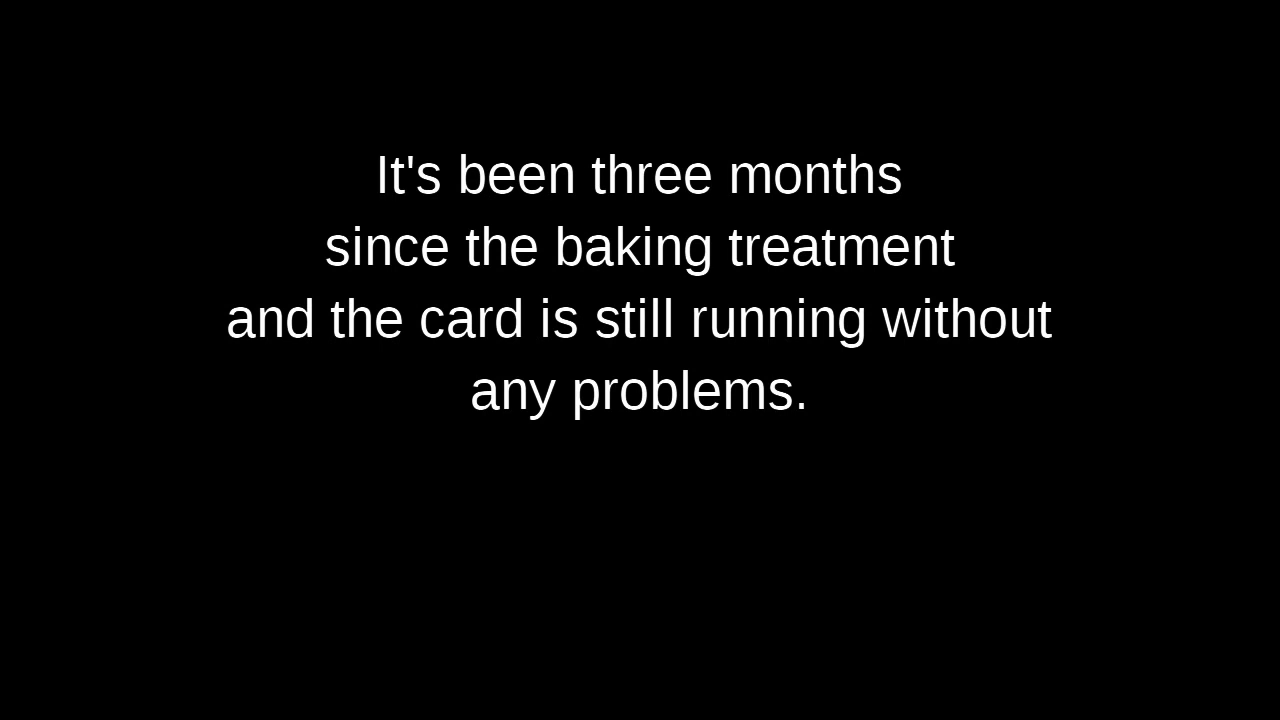 It's been three months
since the baking treatment
and the card is still running without
any problems.